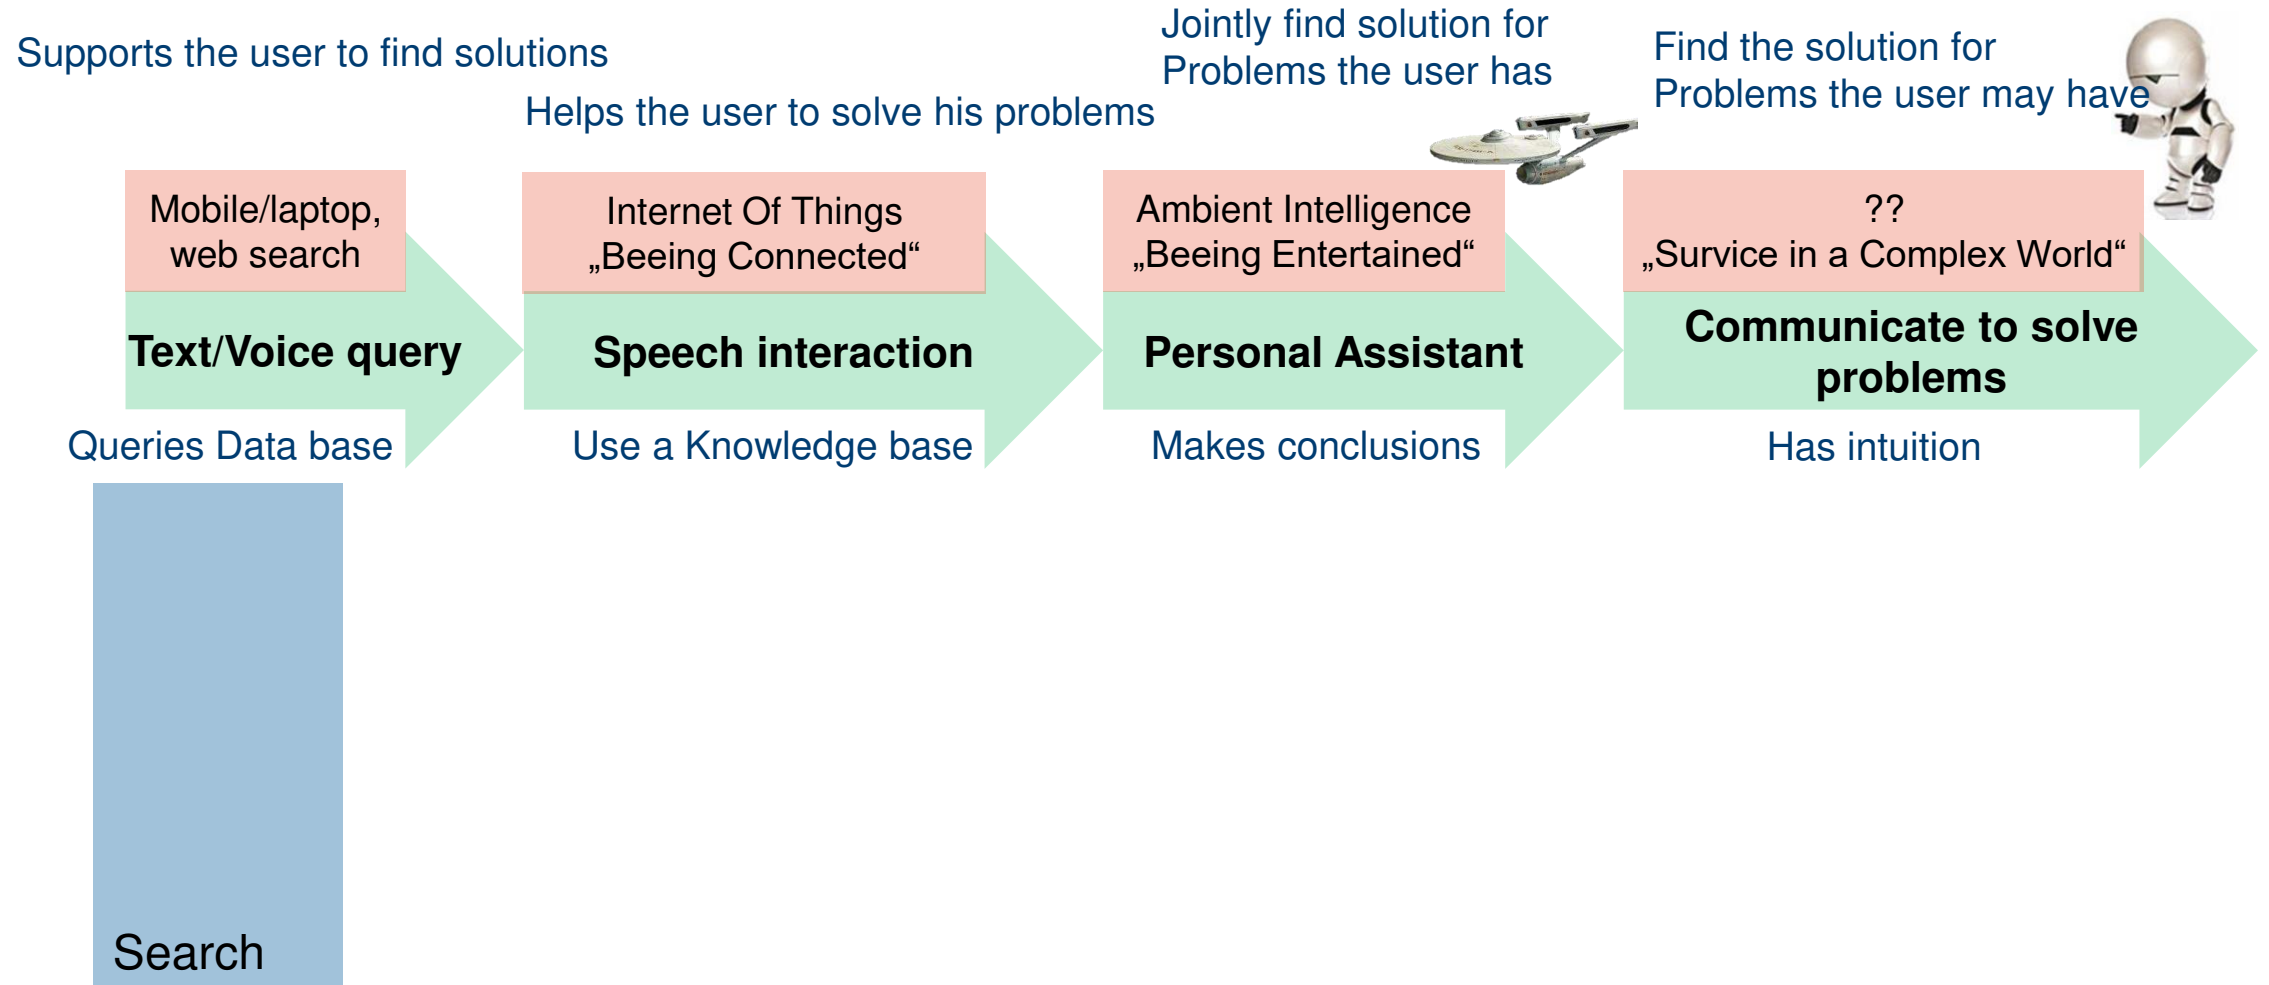 Supports the user to find solutions
Helps the user to solve his problems
Jointly find solution for
Problems the user has
Find the solution for
Problems the user may have
Mobile/laptop,
web search
Internet Of Things
„Beeing Connected“
Ambient Intelligence
„Beeing Entertained“
??
„Survice in a Complex World“
Text/Voice query
Speech interaction
Personal Assistant
Communicate to solve
problems
Queries Data base
Use a Knowledge base
Makes conclusions
Has intuition
Search